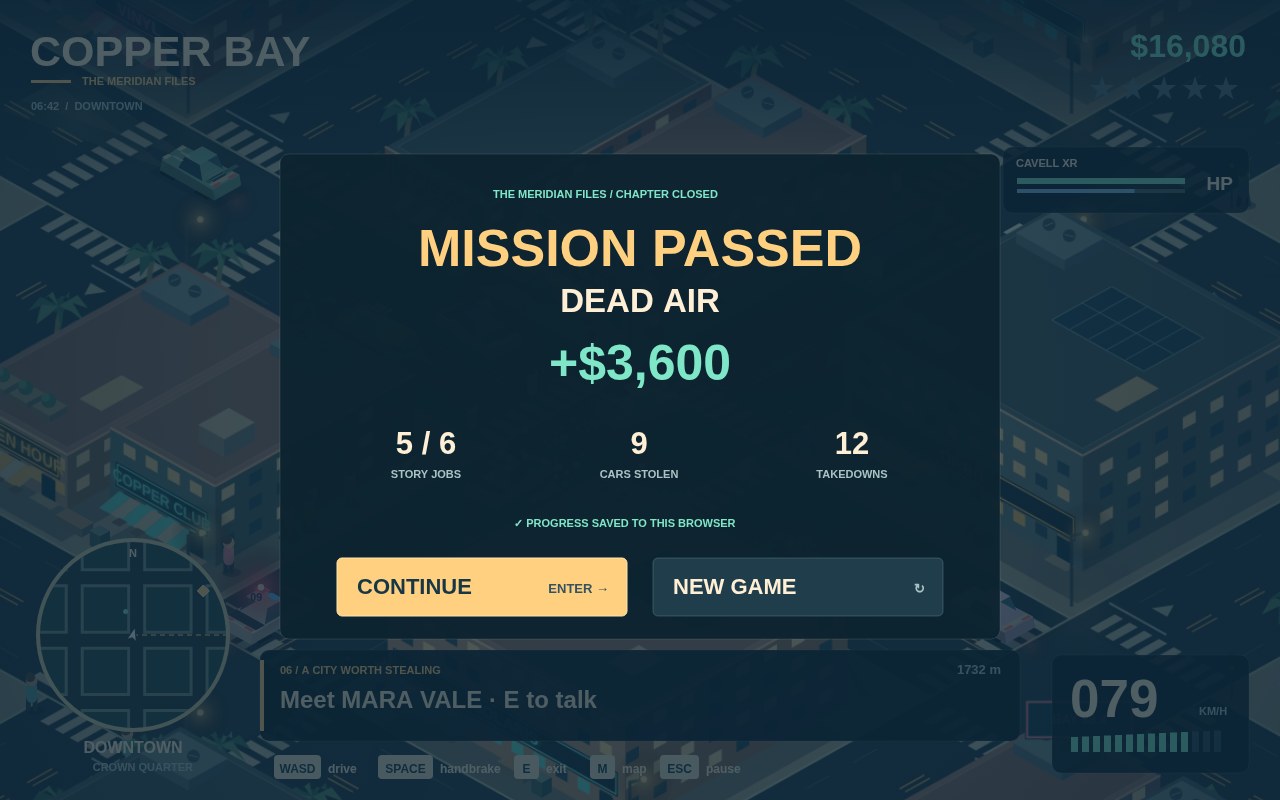 COPPER BAY
THE MERIDIAN FILES
06:42 / DOWNTOWN
$16,080
CAVELL XR
HP
THE MERIDIAN FILES / CHAPTER CLOSED
MISSION PASSED
DEAD AIR
+$3,600
5 / 6
STORY JOBS
9
CARS STOLEN
12
TAKEDOWNS
✓ PROGRESS SAVED TO THIS BROWSER
CONTINUE
ENTER →
NEW GAME
↻
COPPER CLU
N
06 / A CITY WORTH STEALING
1732 m
Meet MARA VALE · E to talk
079
KM/H
DOWNTOWN
CROWN QUARTER
WASD drive SPACE handbrake E exit M map ESC pause